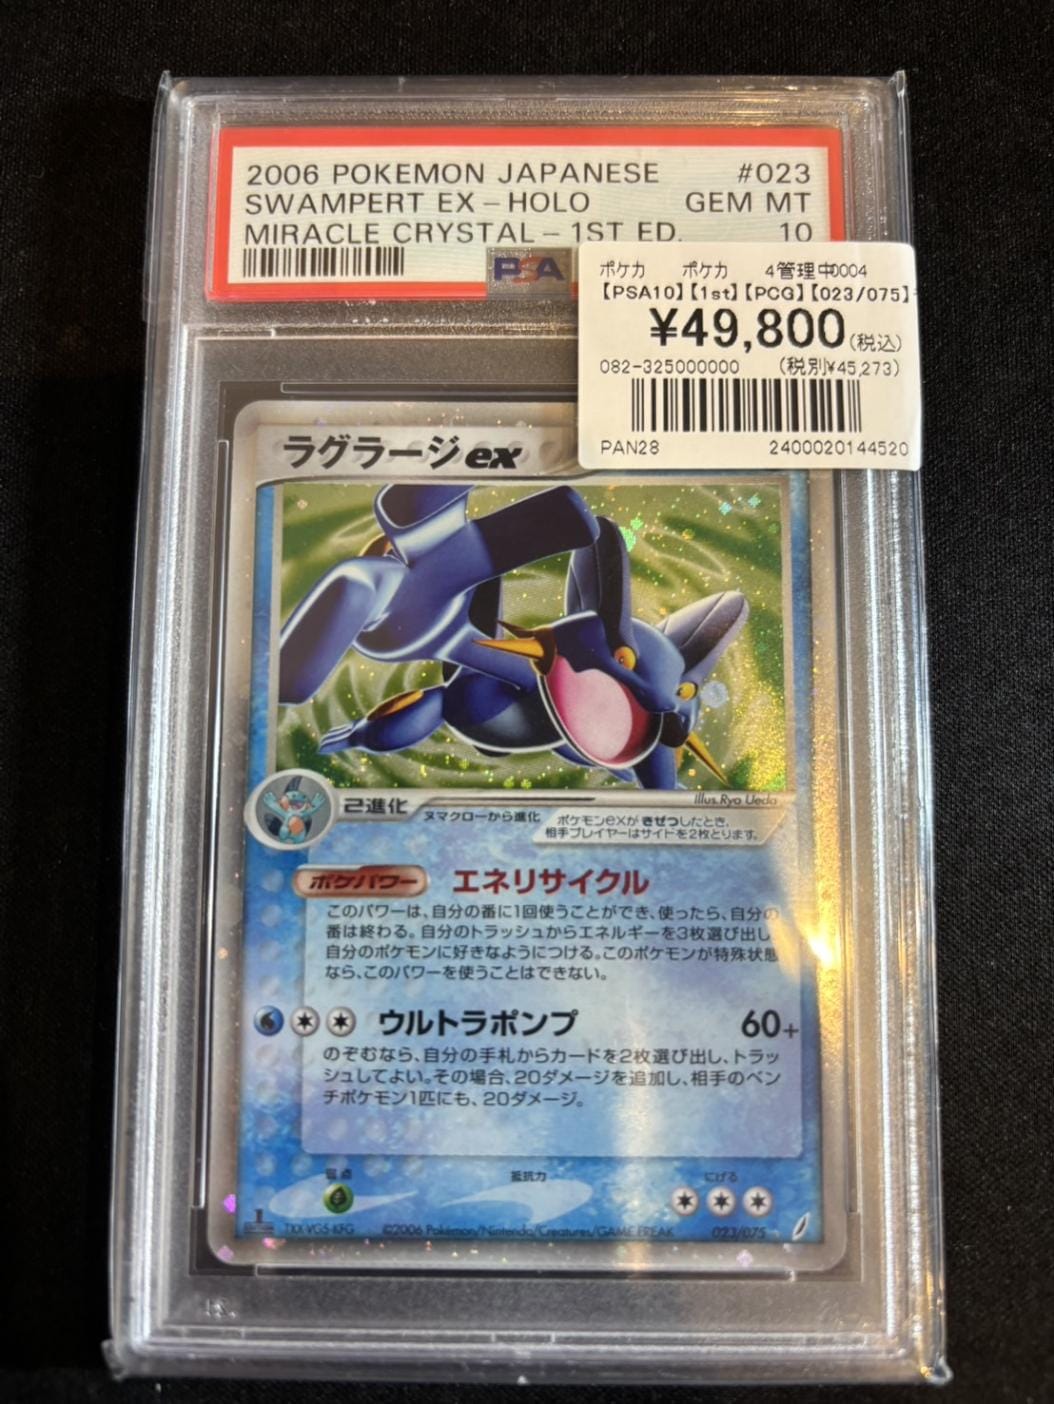 2006 POKEMON JAPANESE #023
SWAMPERT EX-HOLO GEM MT
MIRACLE CRYSTAL-1ST ED. 10
PSA
ポケカ ポケカ 4管理中0004
【PSA10】【1st】【PCG】【023/075】
¥49,800(税込)
082-325000000 (税別¥45,273)
PAN28 2400020144520
ラグラージex
Illus.Ryo Ueda
2進化 ヌマクローから進化
ポケモンexがきぜつしたとき、
相手プレイヤーはサイドを2枚とります。
ポケパワー エネリサイクル
このパワーは、自分の番に1回使うことができ、使ったら、自分の
番は終わる。自分のトラッシュからエネルギーを3枚選び出し、
自分のポケモンに好きなようにつける。このポケモンが特殊状態
なら、このパワーを使うことはできない。
ウルトラポンプ 60+
のぞむなら、自分の手札からカードを2枚選び出し、トラッ
シュしてよい。その場合、20ダメージを追加し、相手のベン
チポケモン1匹にも、20ダメージ。
弱点 抵抗力 にげる
1
TKX-VG5-KFG ©2006 Pokémon/Nintendo/Creatures/GAME FREAK 023/075